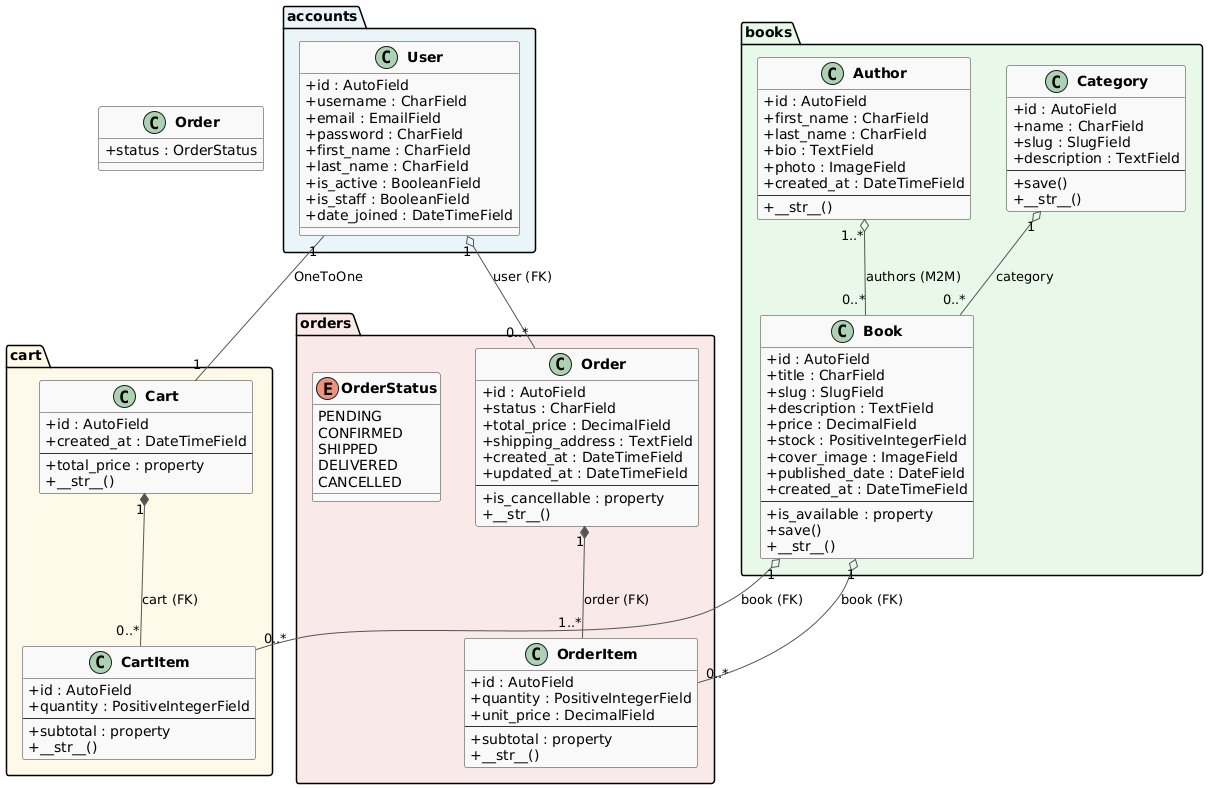 accounts
C User
+id : AutoField
+username : CharField
+email : EmailField
+password : CharField
+first_name : CharField
+last_name : CharField
+is_active : BooleanField
+is_staff : BooleanField
+date_joined : DateTimeField
C Order
+status : OrderStatus
books
C Author
+id : AutoField
+first_name : CharField
+last_name : CharField
+bio : TextField
+photo : ImageField
+created_at : DateTimeField
+__str__()
C Category
+id : AutoField
+name : CharField
+slug : SlugField
+description : TextField
+save()
+__str__()
1
OneToOne
1
1
user (FK)
0..*
1..*
authors (M2M)
0..*
1
category
0..*
cart
C Cart
+id : AutoField
+created_at : DateTimeField
+total_price : property
+__str__()
1
cart (FK)
0..*
C CartItem
+id : AutoField
+quantity : PositiveIntegerField
+subtotal : property
+__str__()
orders
E OrderStatus
PENDING
CONFIRMED
SHIPPED
DELIVERED
CANCELLED
C Order
+id : AutoField
+status : CharField
+total_price : DecimalField
+shipping_address : TextField
+created_at : DateTimeField
+updated_at : DateTimeField
+is_cancellable : property
+__str__()
1
order (FK)
1..*
C OrderItem
+id : AutoField
+quantity : PositiveIntegerField
+unit_price : DecimalField
+subtotal : property
+__str__()
C Book
+id : AutoField
+title : CharField
+slug : SlugField
+description : TextField
+price : DecimalField
+stock : PositiveIntegerField
+cover_image : ImageField
+published_date : DateField
+created_at : DateTimeField
+is_available : property
+save()
+__str__()
1
book (FK)
0..*
1
book (FK)
0..*